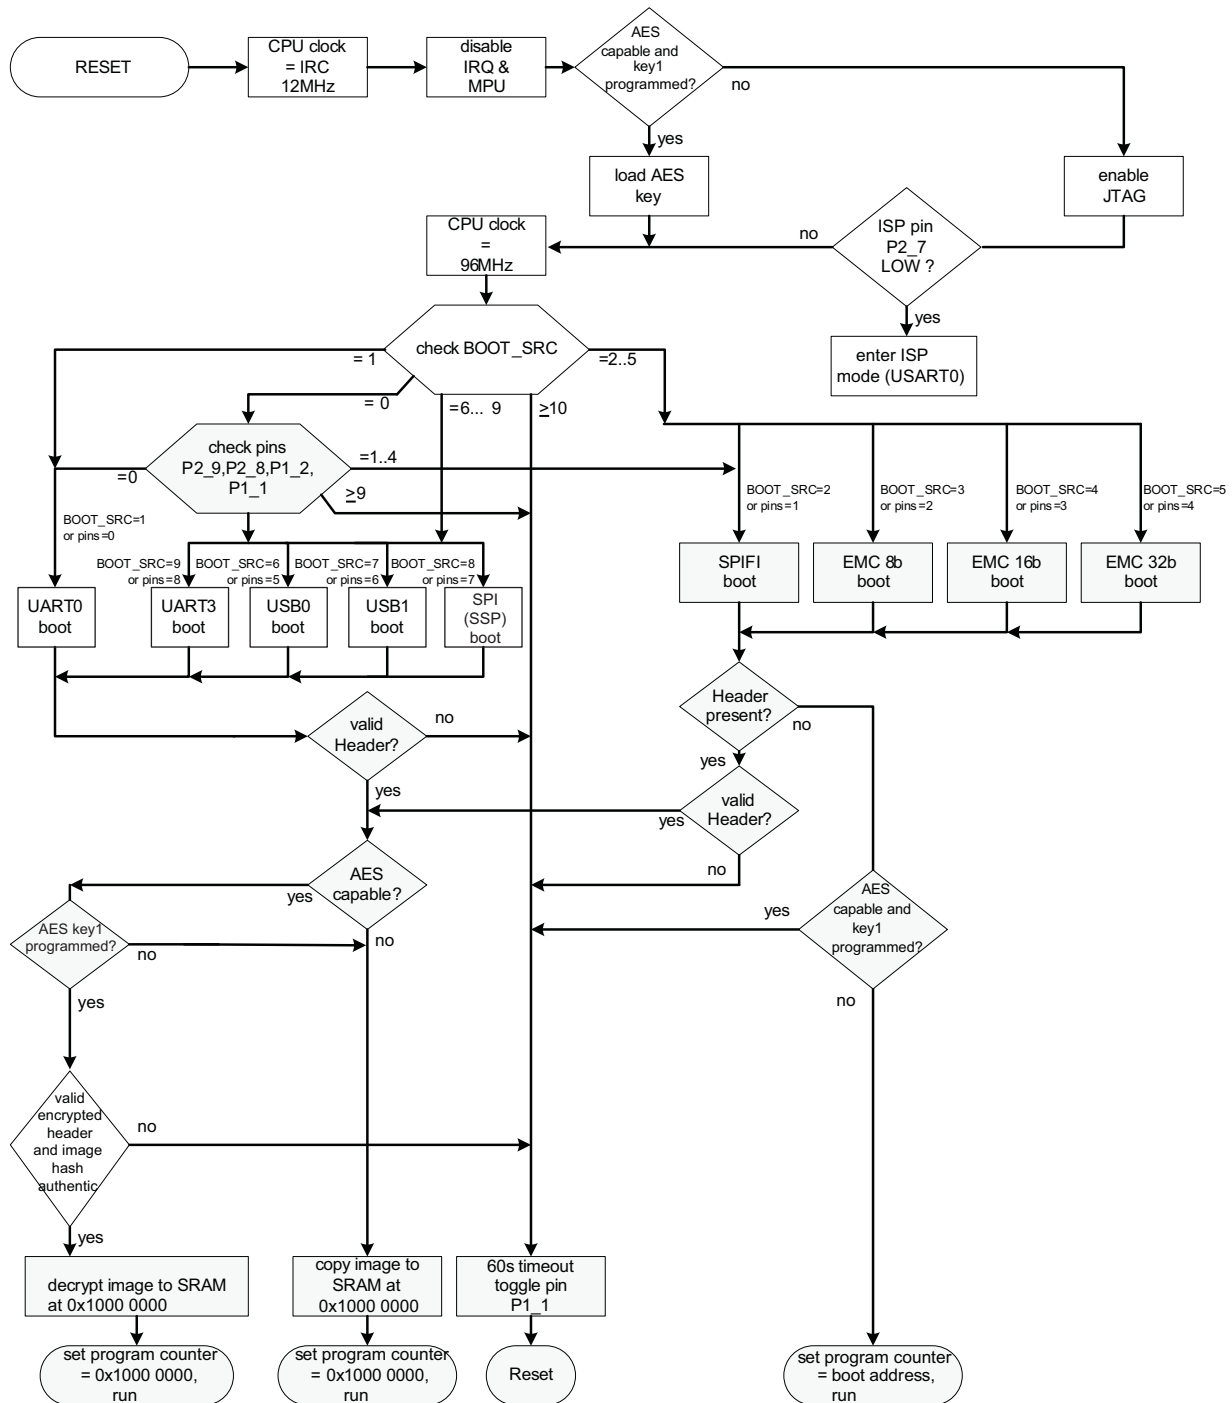 RESET
CPU clock
= IRC
12MHz
disable
IRQ &
MPU
AES
capable and
key1
programmed?
no
yes
load AES
key
enable
JTAG
CPU clock
=
96MHz
no
ISP pin
P2_7
LOW ?
yes
enter ISP
mode (USART0)
check BOOT_SRC
= 1
=2..5
= 0
=6... 9
≥10
check pins
P2_9,P2_8,P1_2,
P1_1
=0
=1..4
≥9
BOOT_SRC=1
or pins=0
BOOT_SRC=9
or pins=8
BOOT_SRC=6
or pins=5
BOOT_SRC=7
or pins=6
BOOT_SRC=8
or pins=7
BOOT_SRC=2
or pins=1
BOOT_SRC=3
or pins=2
BOOT_SRC=4
or pins=3
BOOT_SRC=5
or pins=4
UART0
boot
UART3
boot
USB0
boot
USB1
boot
SPI
(SSP)
boot
SPIFI
boot
EMC 8b
boot
EMC 16b
boot
EMC 32b
boot
valid
Header?
no
yes
Header
present?
no
yes
valid
Header?
yes
no
AES
capable?
yes
no
AES key1
programmed?
no
yes
AES
capable and
key1
programmed?
yes
no
valid
encrypted
header
and image
hash
authentic
no
yes
decrypt image to SRAM
at 0x1000 0000
copy image to
SRAM at
0x1000 0000
60s timeout
toggle pin
P1_1
set program counter
= 0x1000 0000,
run
set program counter
= 0x1000 0000,
run
Reset
set program counter
= boot address,
run